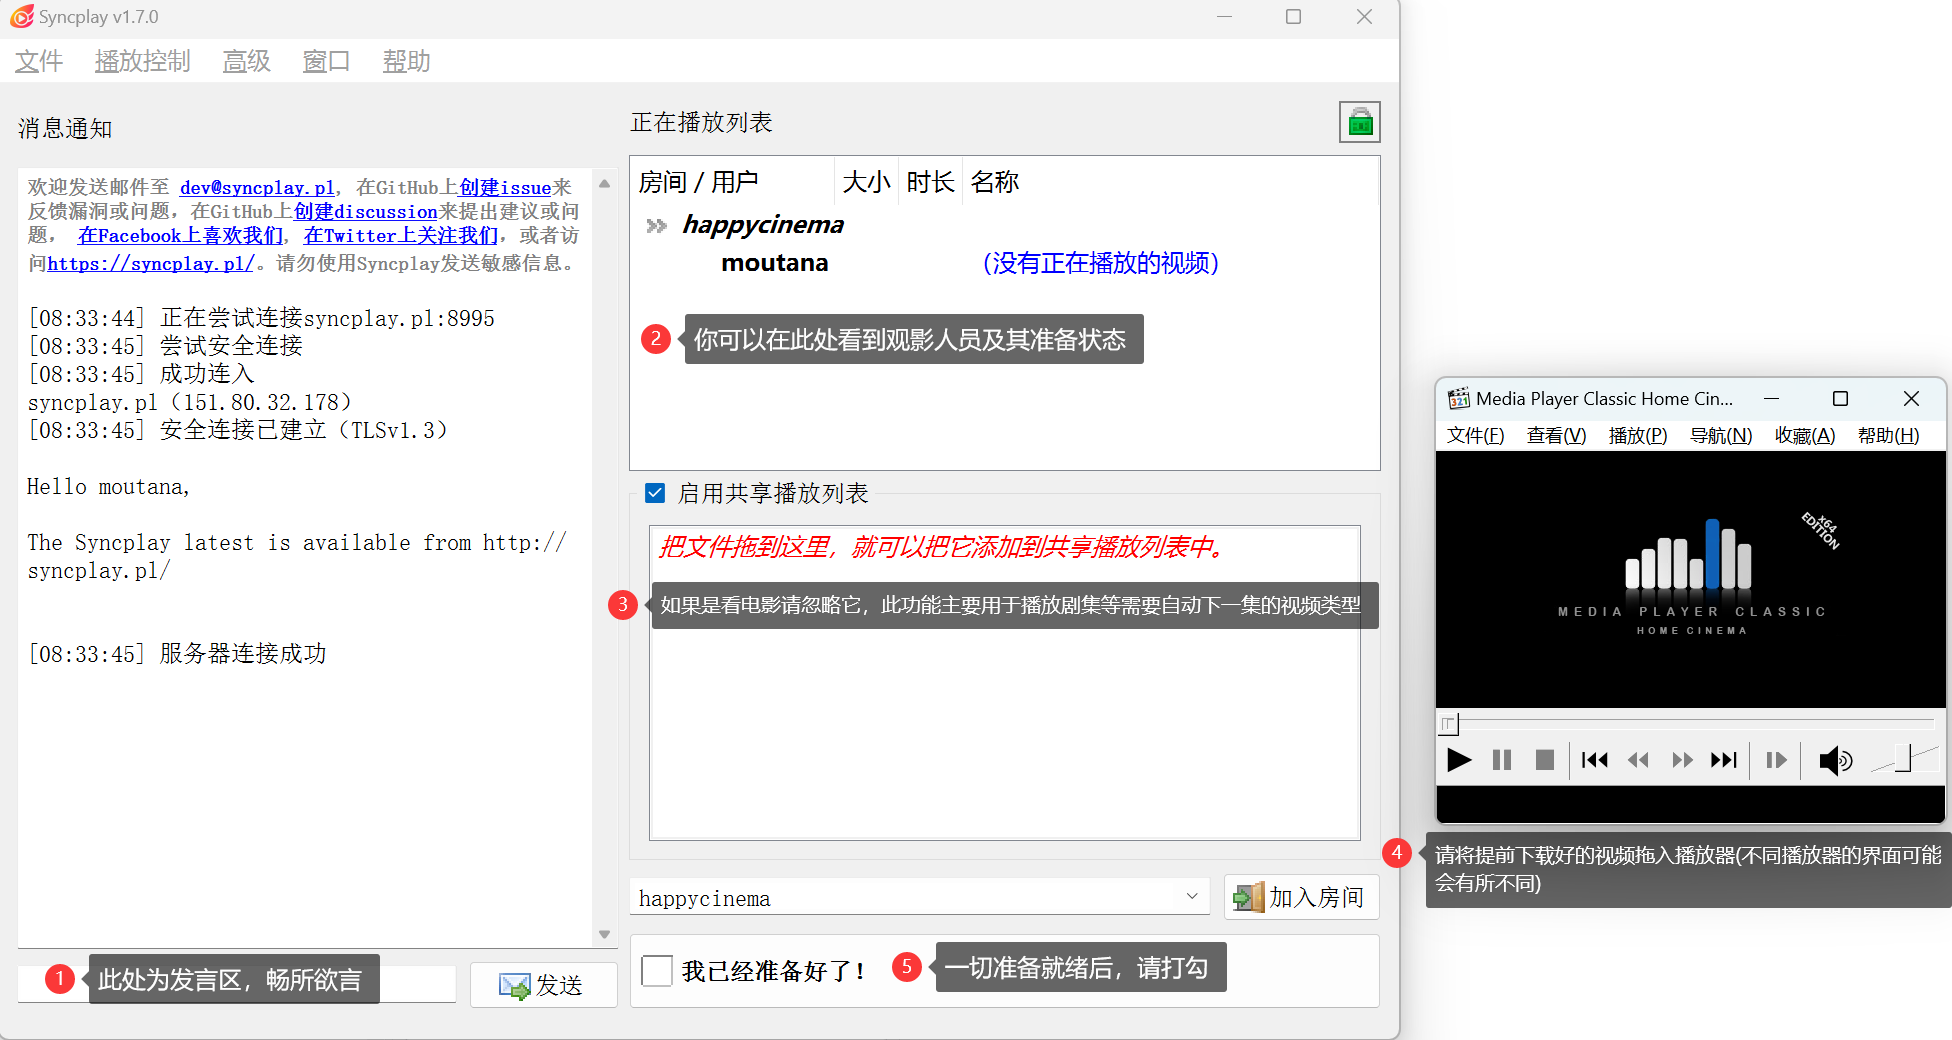 Syncplay v1.7.0
文件 播放控制 高级 窗口 帮助
消息通知
欢迎发送邮件至 dev@syncplay.pl, 在GitHub上创建issue来
反馈漏洞或问题, 在GitHub上创建discussion来提出建议或问
题, 在Facebook上喜欢我们, 在Twitter上关注我们, 或者访
问https://syncplay.pl/。请勿使用Syncplay发送敏感信息。
[08:33:44] 正在尝试连接syncplay.pl:8995
[08:33:45] 尝试安全连接
[08:33:45] 成功连入
syncplay.pl（151.80.32.178）
[08:33:45] 安全连接已建立（TLSv1.3）
Hello moutana,
The Syncplay latest is available from http://
syncplay.pl/
[08:33:45] 服务器连接成功
1 此处为发言区，畅所欲言
发送
正在播放列表
房间 / 用户 大小 时长 名称
happycinema
moutana （没有正在播放的视频）
2 你可以在此处看到观影人员及其准备状态
启用共享播放列表
把文件拖到这里，就可以把它添加到共享播放列表中。
3 如果是看电影请忽略它，此功能主要用于播放剧集等需要自动下一集的视频类型
happycinema
加入房间
我已经准备好了！
5 一切准备就绪后，请打勾
Media Player Classic Home Cin...
文件(F) 查看(V) 播放(P) 导航(N) 收藏(A) 帮助(H)
321
x64
EDITION
MEDIA PLAYER CLASSIC
HOME CINEMA
4 请将提前下载好的视频拖入播放器(不同播放器的界面可能
会有所不同)